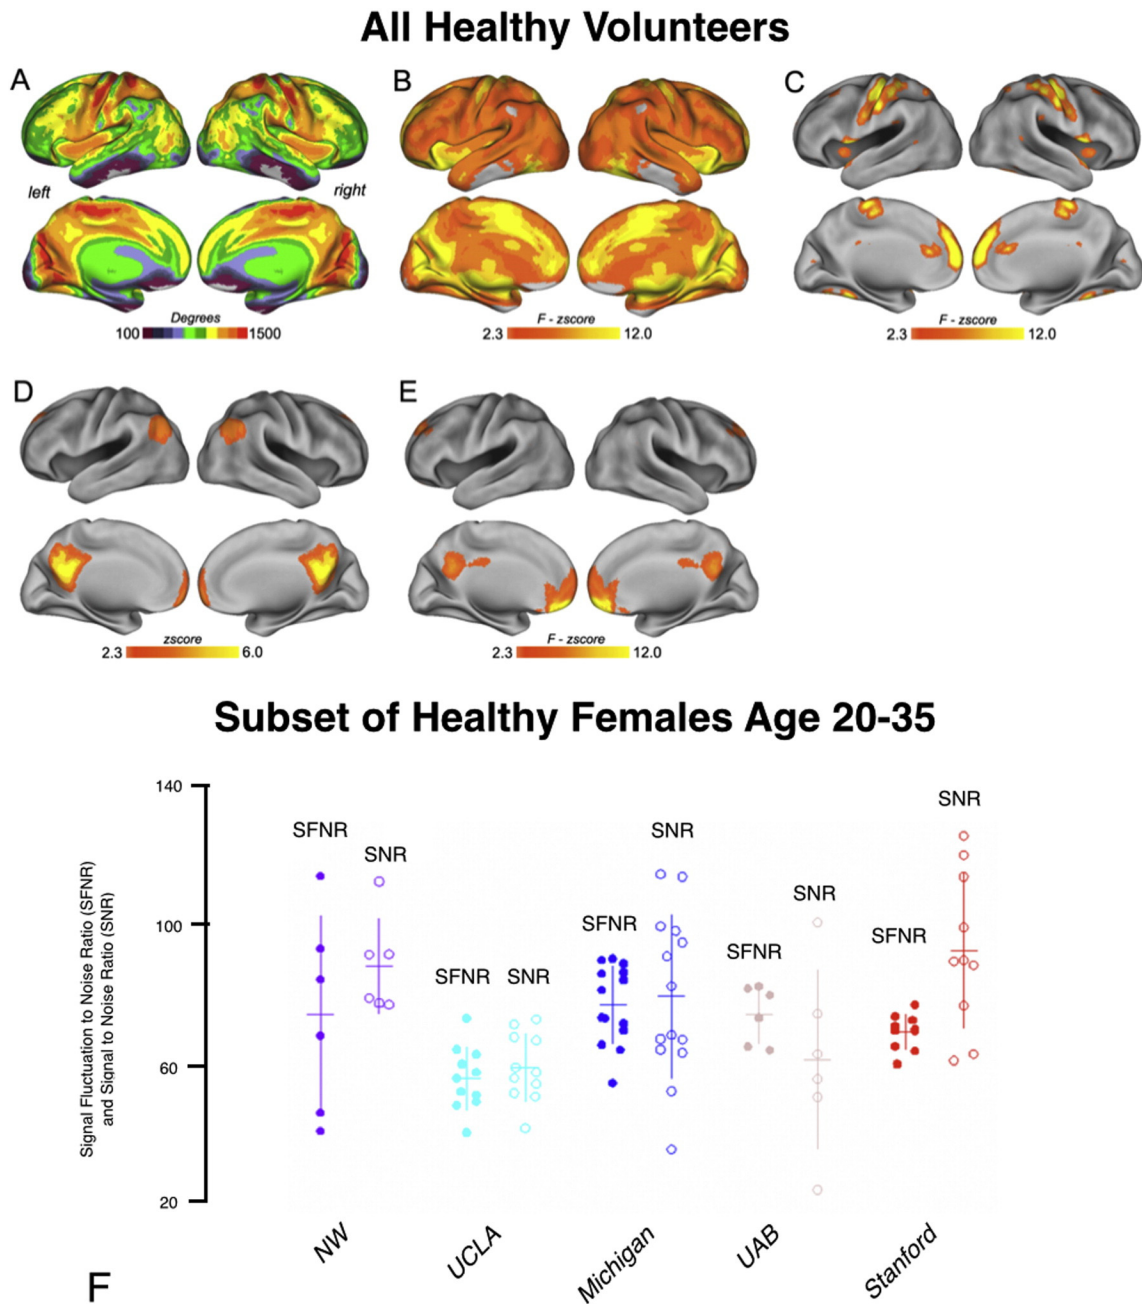 All Healthy Volunteers
A
B
C
left
right
Degrees
100
1500
F - zscore
2.3
12.0
F - zscore
2.3
12.0
D
E
zscore
2.3
6.0
F - zscore
2.3
12.0
Subset of Healthy Females Age 20-35
Signal Fluctuation to Noise Ratio (SFNR)
and Signal to Noise Ratio (SNR)
140
100
60
20
SFNR
SNR
SFNR
SNR
SFNR
SNR
SFNR
SNR
SFNR
SNR
NW
UCLA
Michigan
UAB
Stanford
F